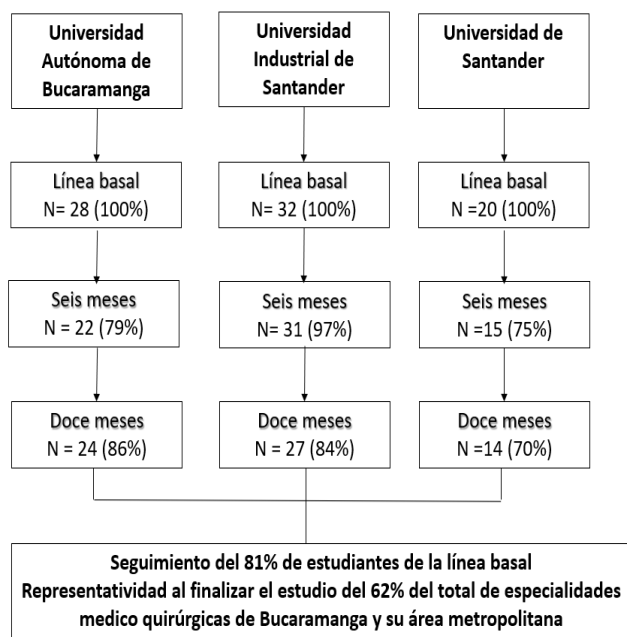 Universidad
Autónoma de
Bucaramanga
Universidad
Industrial de
Santander
Universidad de
Santander
Línea basal
N= 28 (100%)
Línea basal
N= 32 (100%)
Línea basal
N =20 (100%)
Seis meses
N = 22 (79%)
Seis meses
N = 31 (97%)
Seis meses
N =15 (75%)
Doce meses
N = 24 (86%)
Doce meses
N = 27 (84%)
Doce meses
N =14 (70%)
Seguimiento del 81% de estudiantes de la línea basal
Representatividad al finalizar el estudio del 62% del total de especialidades
medico quirúrgicas de Bucaramanga y su área metropolitana